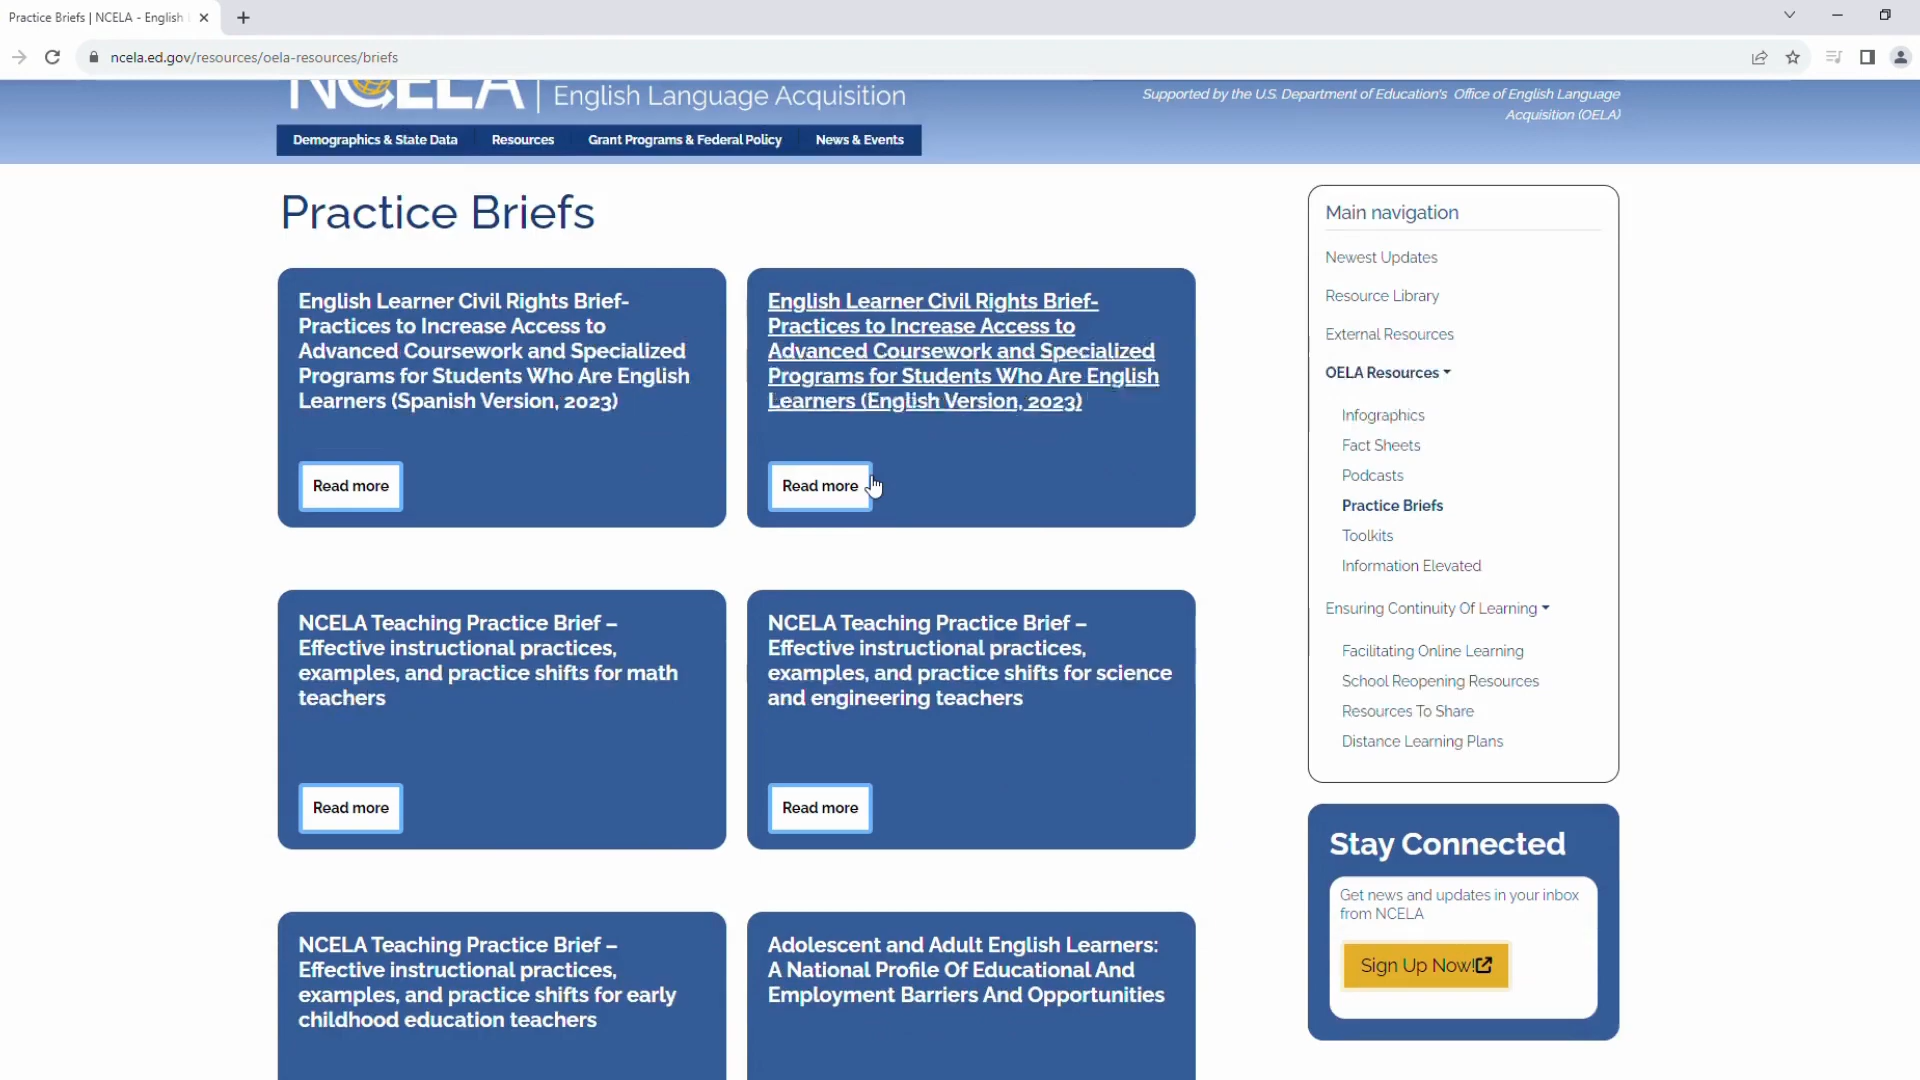 Practice Briefs | NCELA - English
ncela.ed.gov/resources/oela-resources/briefs
NCELA | English Language Acquisition
Supported by the U.S. Department of Education's Office of English Language
Acquisition (OELA)
Demographics & State Data
Resources
Grant Programs & Federal Policy
News & Events
Practice Briefs
English Learner Civil Rights Brief-
Practices to Increase Access to
Advanced Coursework and Specialized
Programs for Students Who Are English
Learners (Spanish Version, 2023)
Read more
English Learner Civil Rights Brief-
Practices to Increase Access to
Advanced Coursework and Specialized
Programs for Students Who Are English
Learners (English Version, 2023)
Read more
NCELA Teaching Practice Brief –
Effective instructional practices,
examples, and practice shifts for math
teachers
Read more
NCELA Teaching Practice Brief –
Effective instructional practices,
examples, and practice shifts for science
and engineering teachers
Read more
NCELA Teaching Practice Brief –
Effective instructional practices,
examples, and practice shifts for early
childhood education teachers
Adolescent and Adult English Learners:
A National Profile Of Educational And
Employment Barriers And Opportunities
Main navigation
Newest Updates
Resource Library
External Resources
OELA Resources
Infographics
Fact Sheets
Podcasts
Practice Briefs
Toolkits
Information Elevated
Ensuring Continuity Of Learning
Facilitating Online Learning
School Reopening Resources
Resources To Share
Distance Learning Plans
Stay Connected
Get news and updates in your inbox
from NCELA
Sign Up Now!